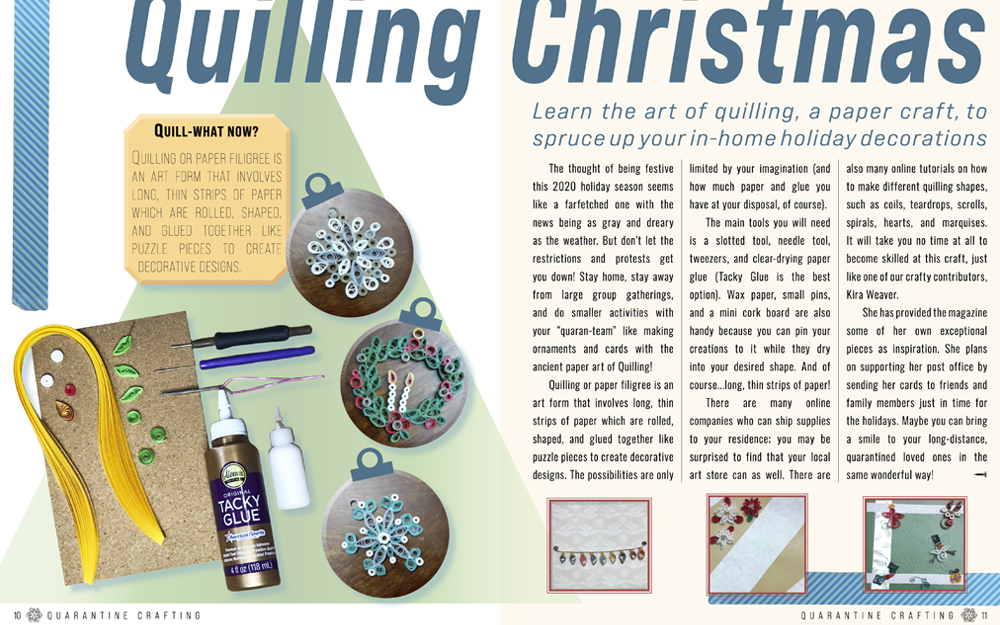 Quilling Christmas
Learn the art of quilling, a paper craft, to
spruce up your in-home holiday decorations
QUILL-WHAT NOW?
QUILLING OR PAPER FILIGREE IS
AN ART FORM THAT INVOLVES
LONG, THIN STRIPS OF PAPER
WHICH ARE ROLLED, SHAPED,
AND GLUED TOGETHER LIKE
PUZZLE PIECES TO CREATE
DECORATIVE DESIGNS.
The thought of being festive
this 2020 holiday season seems
like a farfetched one with the
news being as gray and dreary
as the weather. But don't let the
restrictions and protests get
you down! Stay home, stay away
from large group gatherings,
and do smaller activities with
your "quaran-team" like making
ornaments and cards with the
ancient paper art of Quilling!
Quilling or paper filigree is an
art form that involves long, thin
strips of paper which are rolled,
shaped, and glued together like
puzzle pieces to create decorative
designs. The possibilities are only
limited by your imagination (and
how much paper and glue you
have at your disposal, of course).
The main tools you will need
is a slotted tool, needle tool,
tweezers, and clear-drying paper
glue (Tacky Glue is the best
option). Wax paper, small pins,
and a mini cork board are also
handy because you can pin your
creations to it while they dry
into your desired shape. And of
course...long, thin strips of paper!
There are many online
companies who can ship supplies
to your residence; you may be
surprised to find that your local
art store can as well. There are
also many online tutorials on how
to make different quilling shapes,
such as coils, teardrops, scrolls,
spirals, hearts, and marquises.
It will take you no time at all to
become skilled at this craft, just
like one of our crafty contributors,
Kira Weaver.
She has provided the magazine
some of her own exceptional
pieces as inspiration. She plans
on supporting her post office by
sending her cards to friends and
family members just in time for
the holidays. Maybe you can bring
a smile to your long-distance,
quarantined loved ones in the
same wonderful way!
Aleene's
ORIGINAL
TACKY
GLUE
America's Favorite
4 fl oz (118 mL)
10 QUARANTINE CRAFTING
QUARANTINE CRAFTING 11